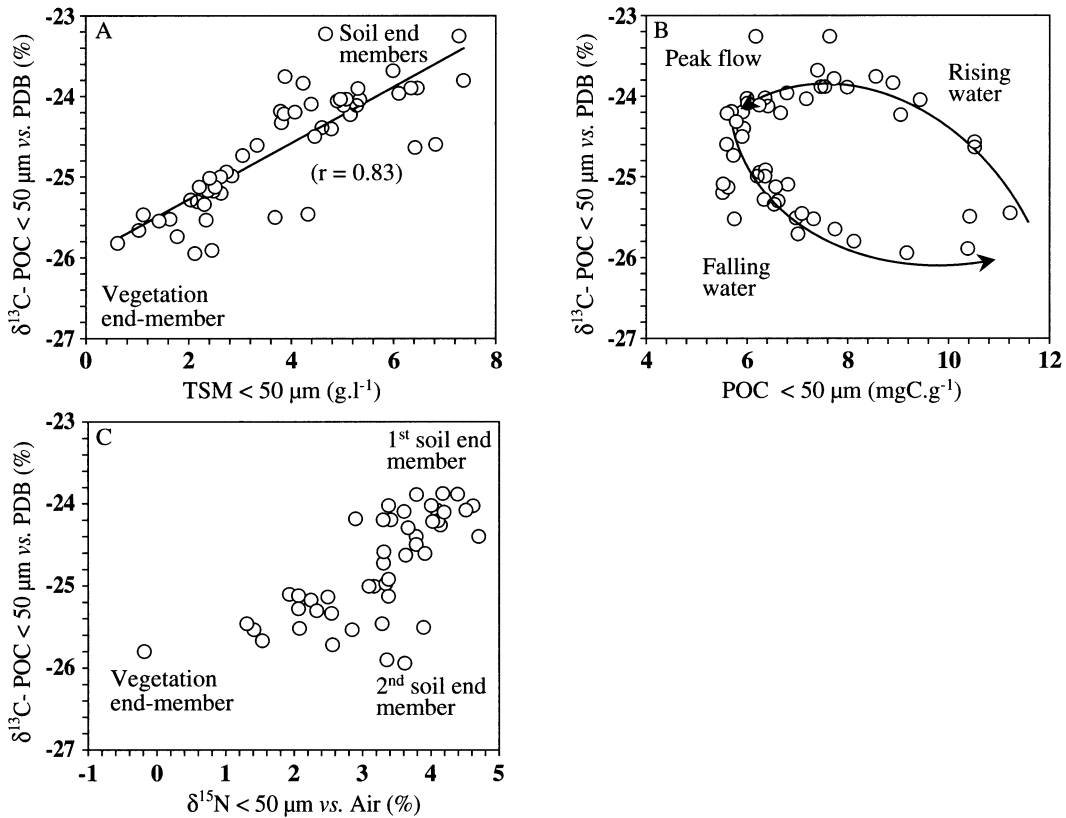 A
Soil end
members
(r = 0.83)
Vegetation
end-member
-23
-24
-25
-26
-27
0
2
4
6
8
δ¹³C- POC < 50 µm vs. PDB (%)
TSM < 50 µm (g.l⁻¹)
B
Peak flow
Rising
water
Falling
water
-23
-24
-25
-26
-27
4
6
8
10
12
δ¹³C- POC < 50 µm vs. PDB (%)
POC < 50 µm (mgC.g⁻¹)
C
1ˢᵗ soil end
member
Vegetation
end-member
2ⁿᵈ soil end
member
-23
-24
-25
-26
-27
-1
0
1
2
3
4
5
δ¹³C- POC < 50 µm vs. PDB (%)
δ¹⁵N < 50 µm vs. Air (%)